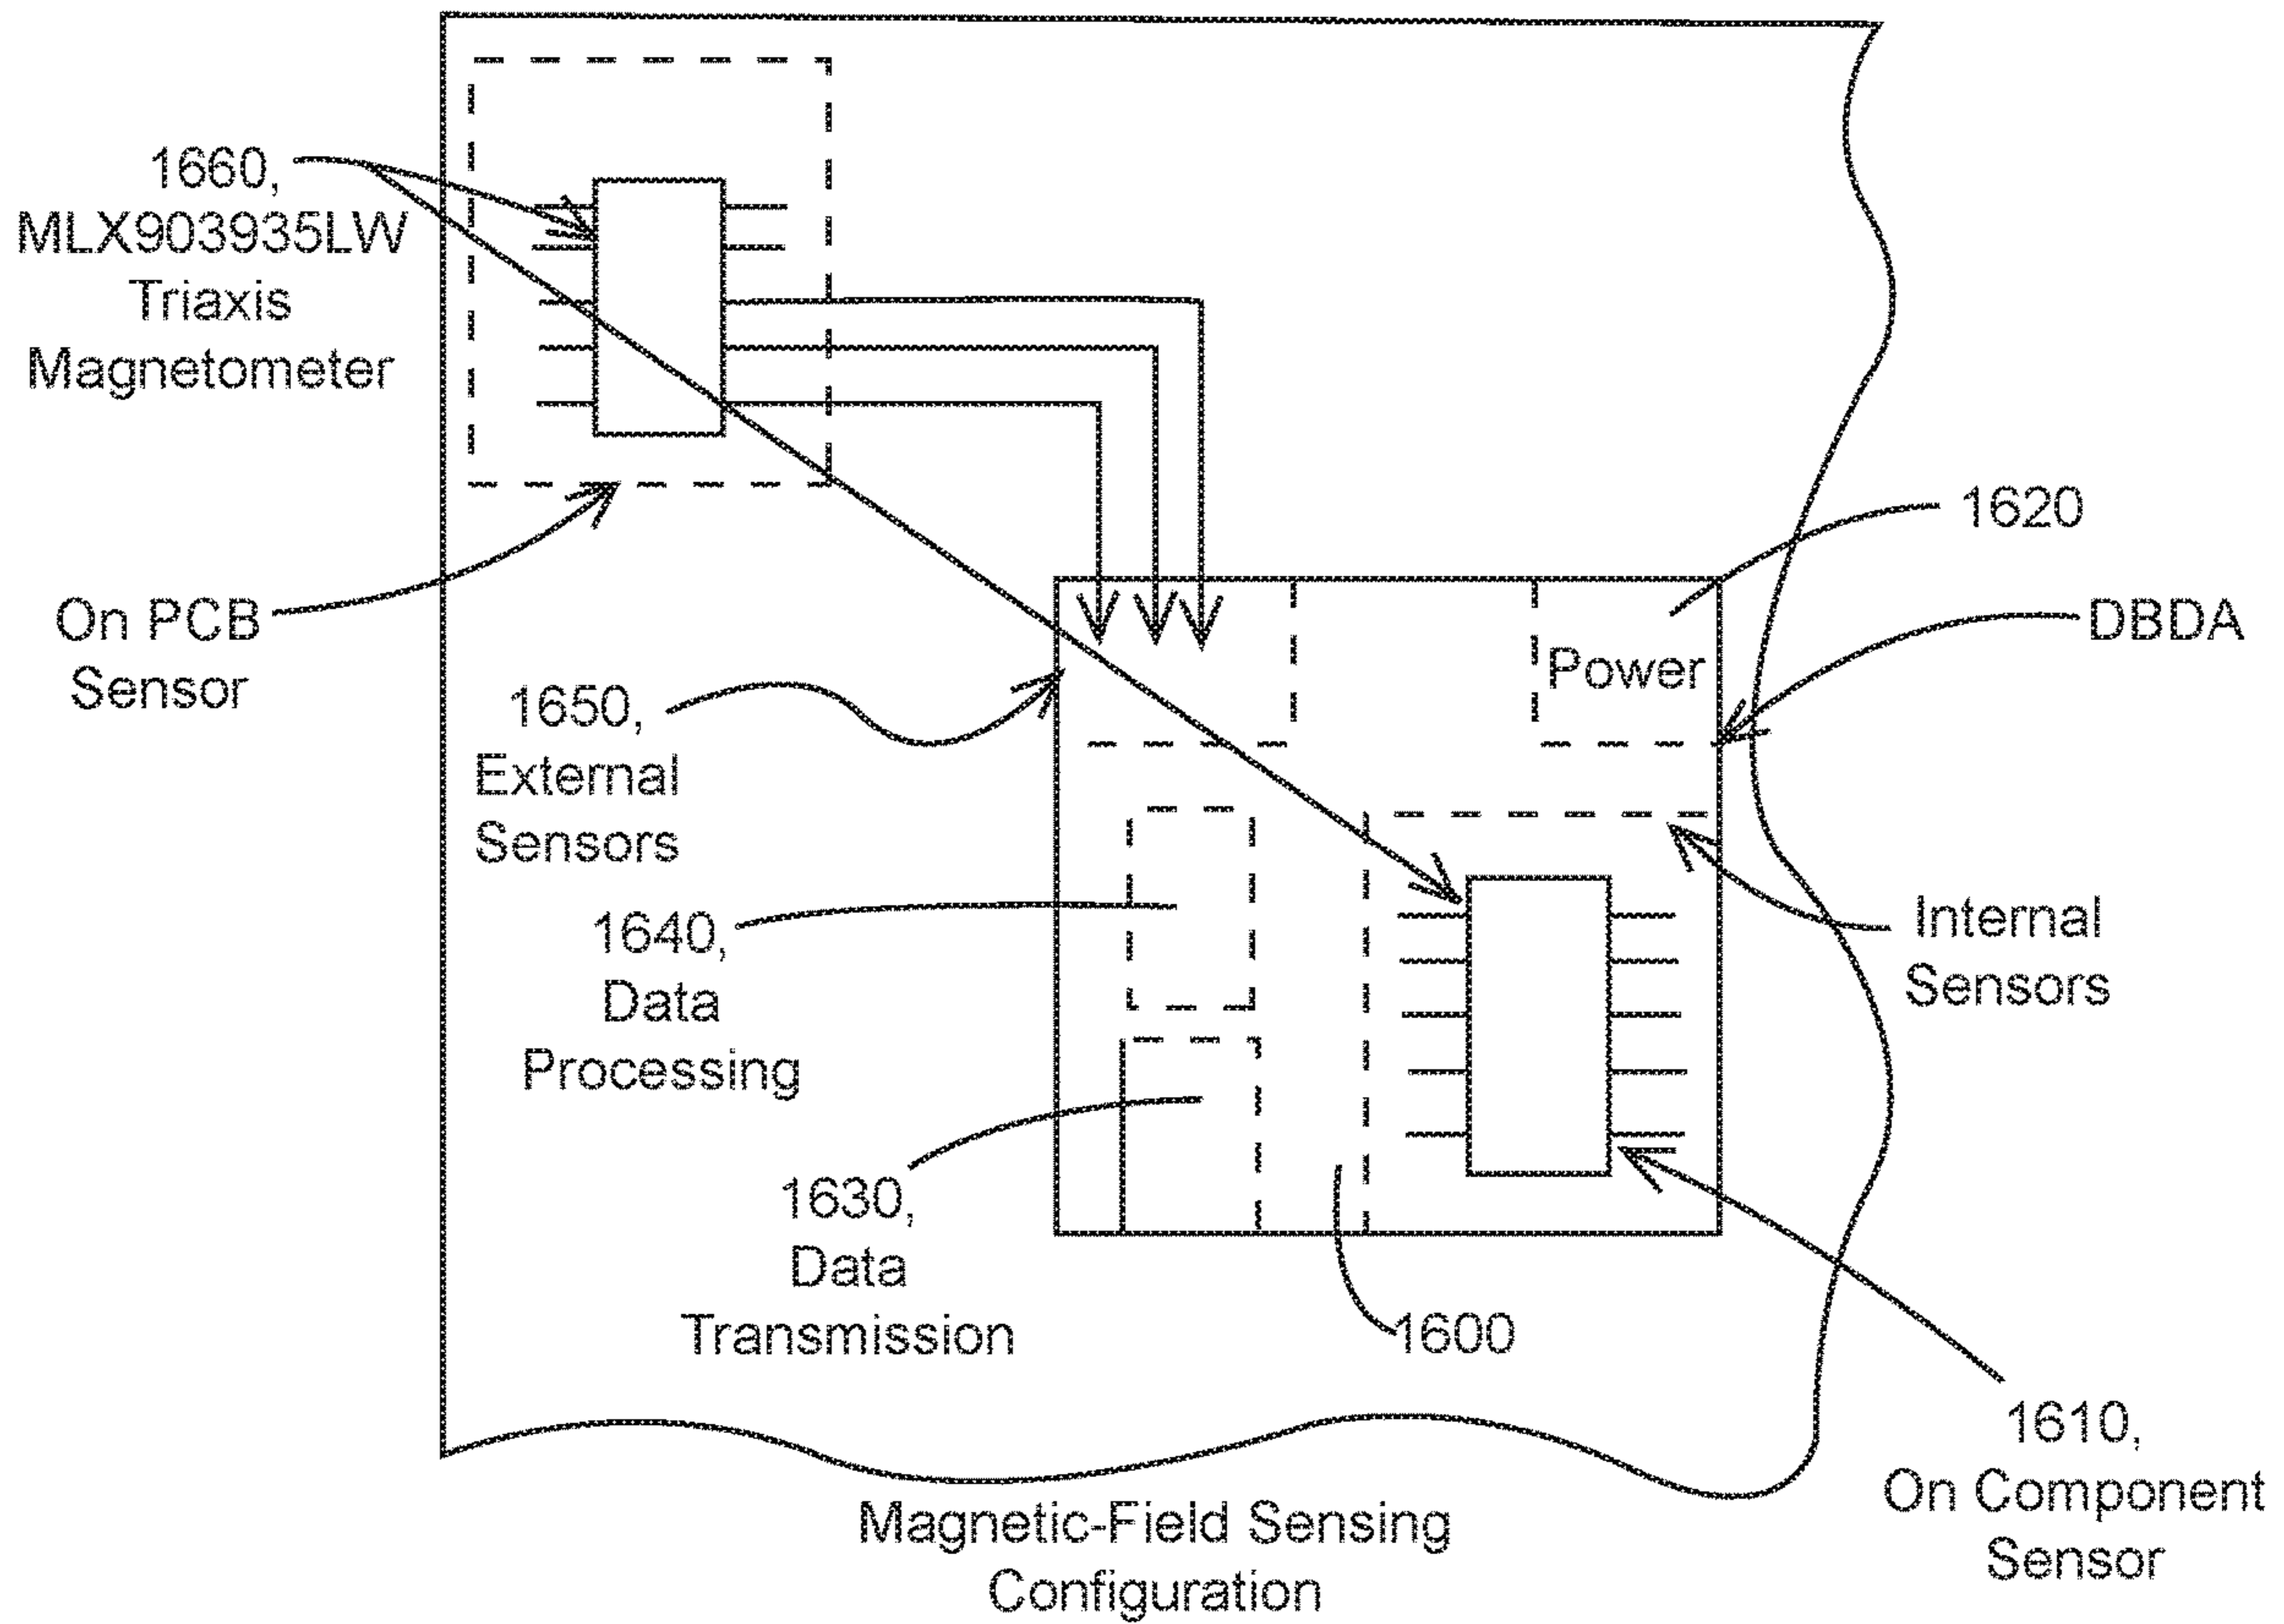 1660,
MLX903935LW
Triaxis
Magnetometer
1620
On PCB
Sensor
DBDA
Power
1650,
External
Sensors
Internal
Sensors
1640,
Data
Processing
1630,
Data
Transmission
1600
1610,
On Component
Sensor
Magnetic-Field Sensing
Configuration